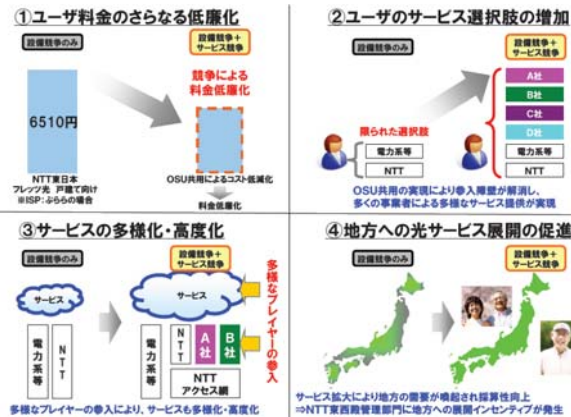 ①ユーザ料金のさらなる低廉化
設備競争のみ
設備競争+
サービス競争
6510円
競争による
料金低廉化
NTT東日本
フレッツ光 戸建て向け
※ISP:ぷららの場合
OSU共用によるコスト低減化
料金低廉化
②ユーザのサービス選択肢の増加
設備競争のみ
設備競争+
サービス競争
限られた選択肢
電力系等
NTT
A社
B社
C社
D社
電力系等
NTT
OSU共用の実現により参入障壁が解消し、
多くの事業者による多様なサービス提供が実現
③サービスの多様化・高度化
設備競争のみ
設備競争+
サービス競争
サービス
電力系等
NTT
サービス
電力系等
NTT
A社
B社
NTT
アクセス網
多様なプレイヤーの参入
多様なプレイヤーの参入により、サービスも多様化・高度化
④地方への光サービス展開の促進
設備競争のみ
設備競争+
サービス競争
サービス拡大により地方の需要が喚起され採算性向上
⇒NTT東西殿管理部門に地方への展開インセンティブが発生